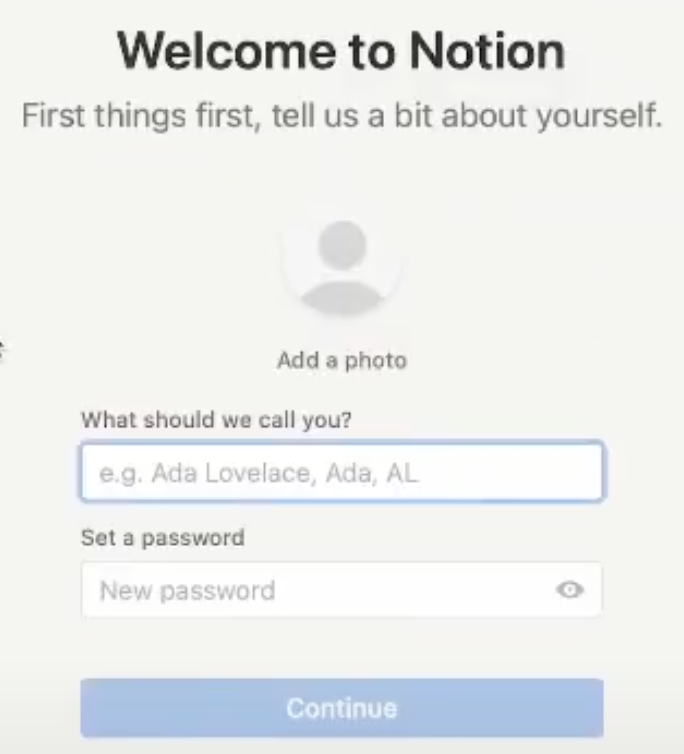 Welcome to Notion
First things first, tell us a bit about yourself.
Add a photo
What should we call you?
e.g. Ada Lovelace, Ada, AL
Set a password
New password
Continue